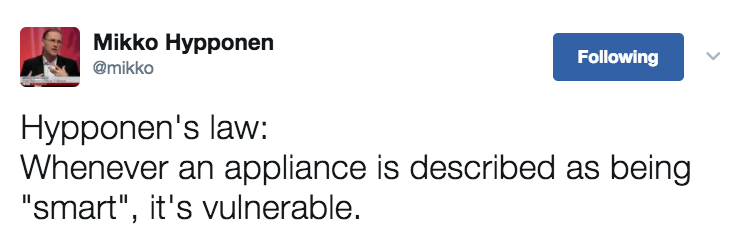 Mikko Hypponen
@mikko
Following
Hypponen's law:
Whenever an appliance is described as being
"smart", it's vulnerable.